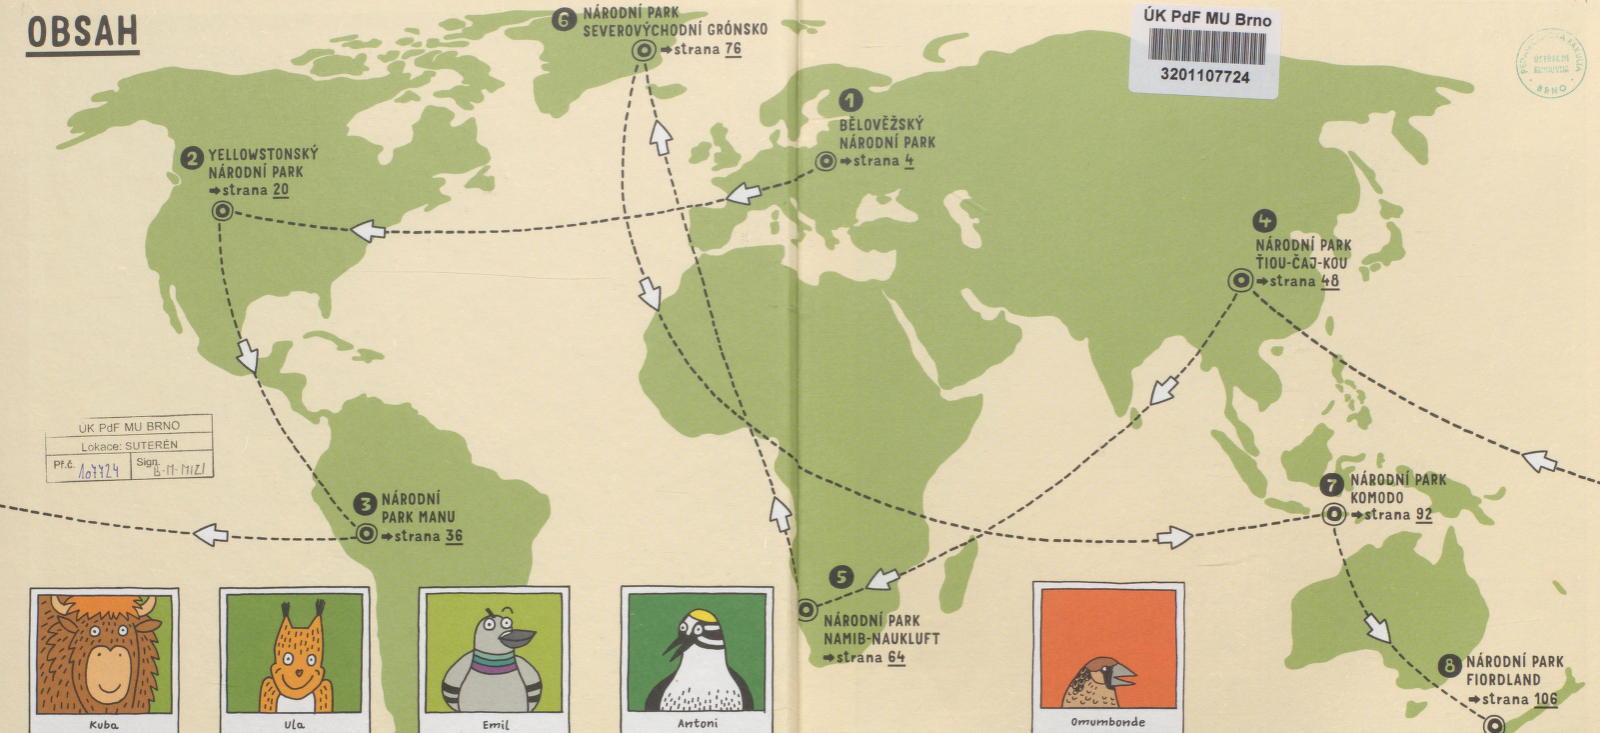 OBSAH
6 NÁRODNÍ PARK
SEVEROVÝCHODNÍ GRÓNSKO
➡strana 76
ÚK PdF MU Brno
3201107724
BRNO
1
BĚLOVĚŽSKÝ
NÁRODNÍ PARK
➡strana 4
2 YELLOWSTONSKÝ
NÁRODNÍ PARK
➡strana 20
4
NÁRODNÍ PARK
ŤIOU-ČAJ-KOU
➡strana 48
ÚK PdF MU BRNO
Lokace: SUTERÉN
Př.č. 107724 Sign.
3 NÁRODNÍ
PARK MANU
➡strana 36
7 NÁRODNÍ PARK
KOMODO
➡strana 92
5
NÁRODNÍ PARK
NAMIB-NAUKLUFT
➡strana 64
8 NÁRODNÍ PARK
FIORDLAND
➡strana 106
Kuba
Ula
Emil
Antoni
Omumbonde